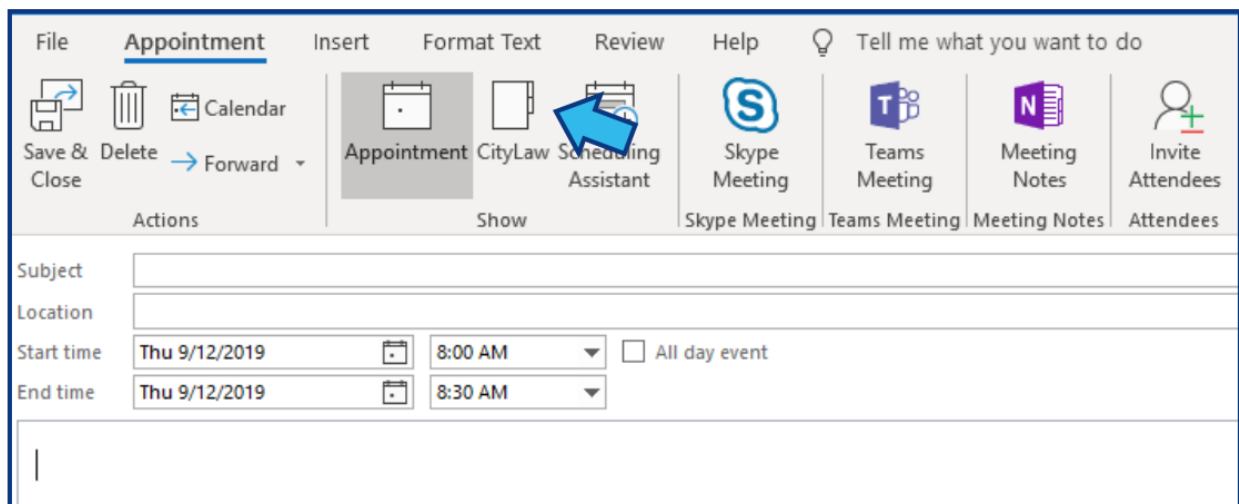 File Appointment Insert Format Text Review Help Tell me what you want to do
Calendar
Forward
Save & Close
Delete
Appointment
CityLaw
Scheduling Assistant
Skype Meeting
Teams Meeting
Meeting Notes
Invite Attendees
Actions Show Skype Meeting Teams Meeting Meeting Notes Attendees
Subject
Location
Start time Thu 9/12/2019 8:00 AM All day event
End time Thu 9/12/2019 8:30 AM